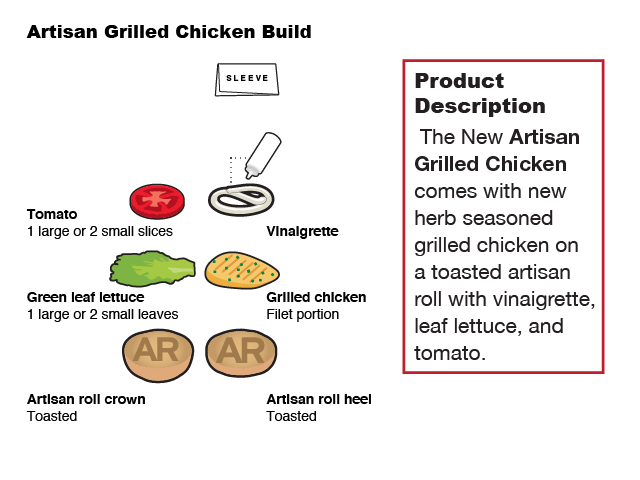 Artisan Grilled Chicken Build
SLEEVE
Tomato
1 large or 2 small slices
Vinaigrette
Green leaf lettuce
1 large or 2 small leaves
Grilled chicken
Filet portion
AR
AR
Artisan roll crown
Toasted
Artisan roll heel
Toasted
Product
Description
The New Artisan
Grilled Chicken
comes with new
herb seasoned
grilled chicken on
a toasted artisan
roll with vinaigrette,
leaf lettuce, and
tomato.